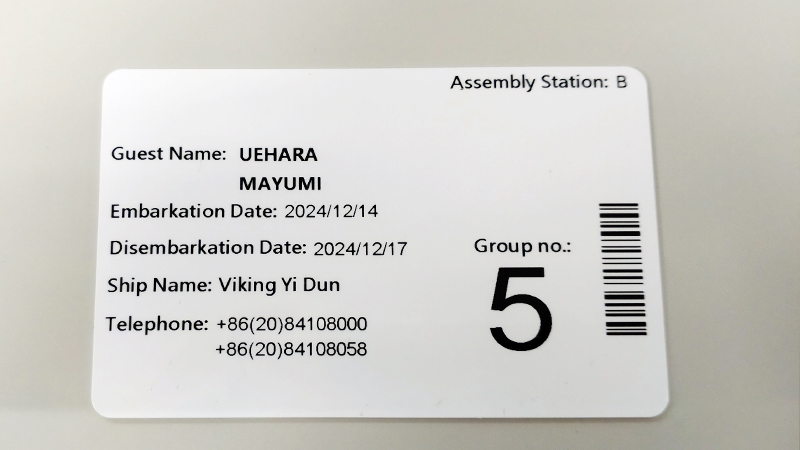 Assembly Station: B
Guest Name: UEHARA
MAYUMI
Embarkation Date: 2024/12/14
Disembarkation Date: 2024/12/17
Group no.:
5
Ship Name: Viking Yi Dun
Telephone: +86(20)84108000
+86(20)84108058